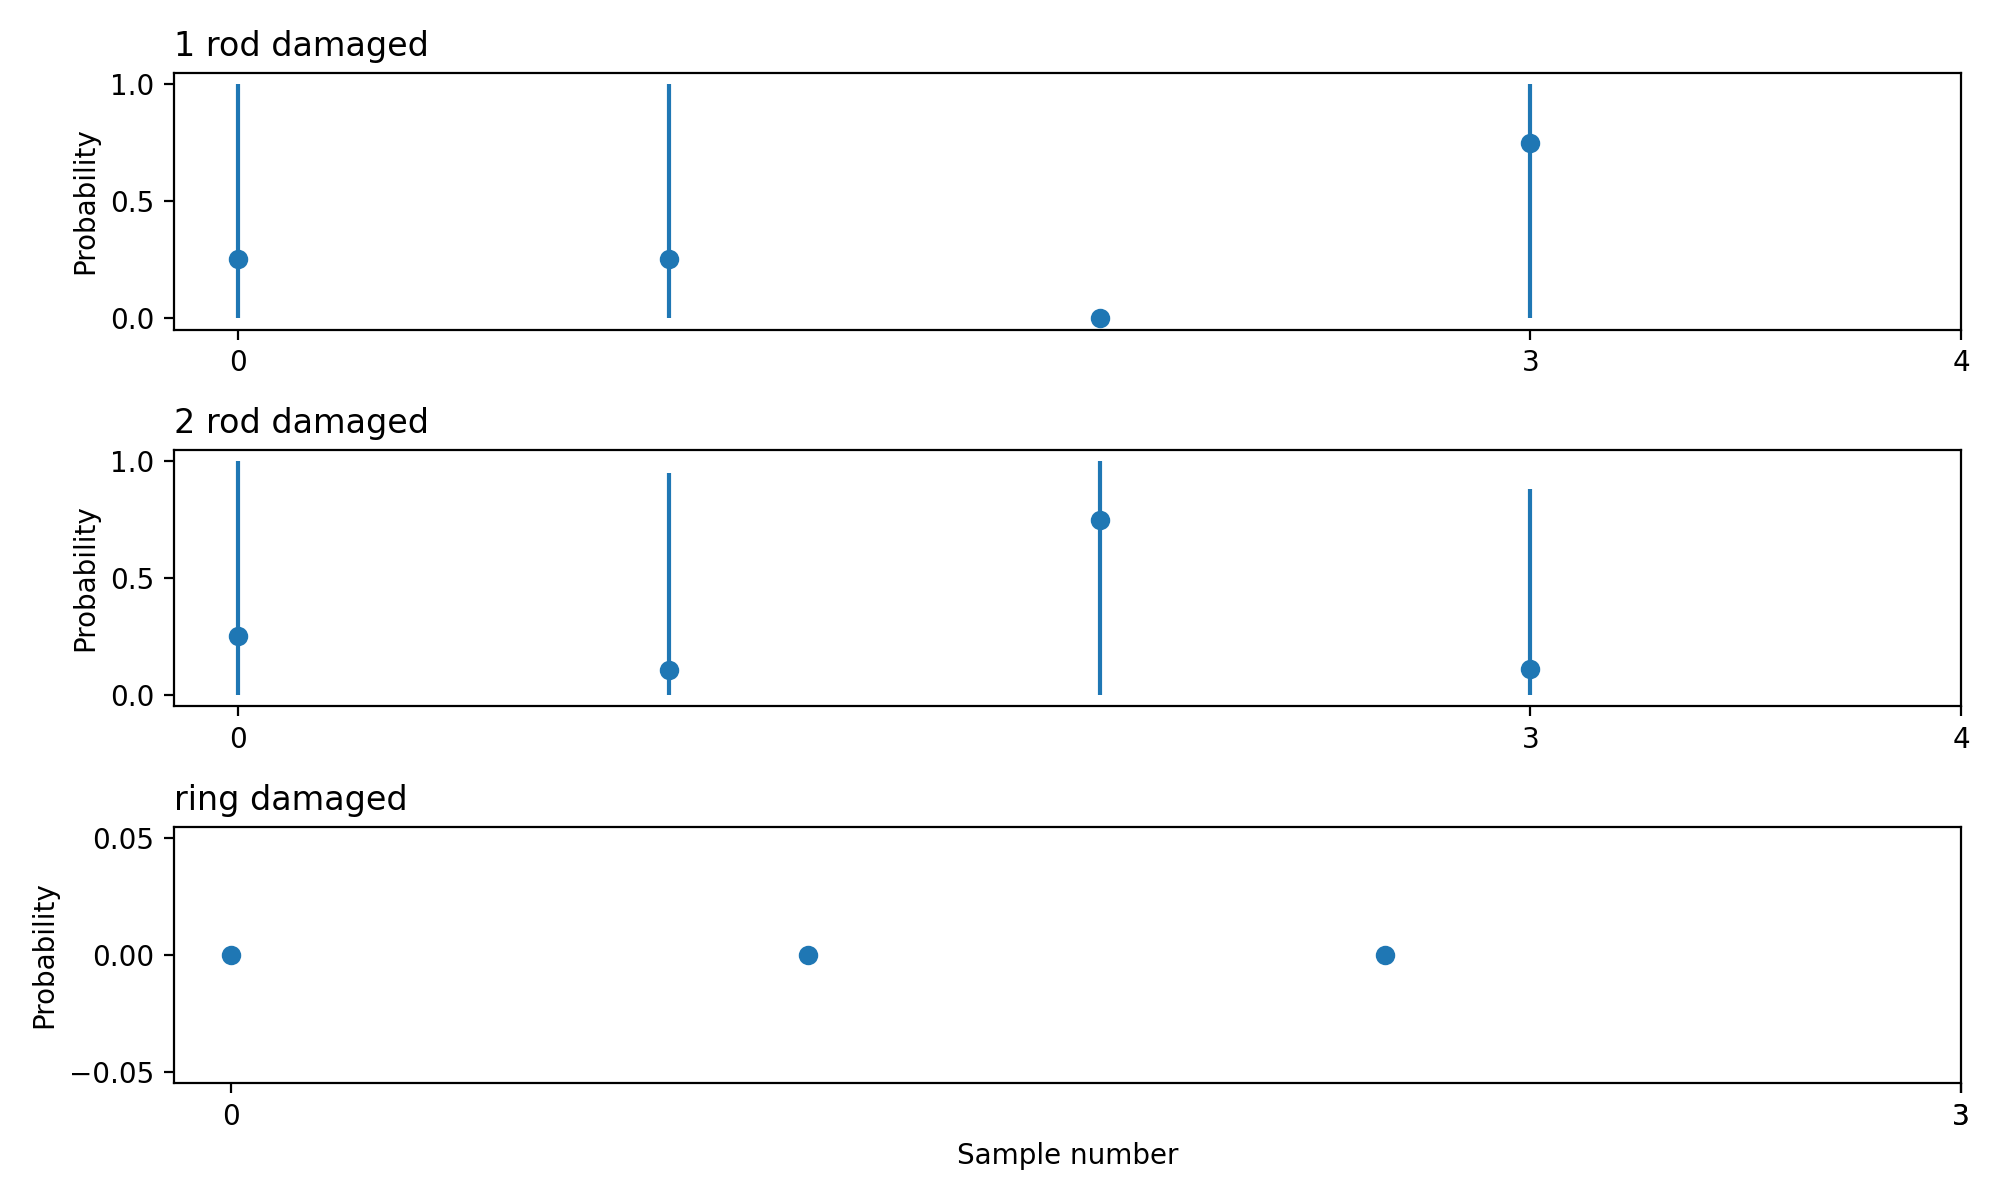 1 rod damaged
Probability
1.0
0.5
0.0
0 3 4
2 rod damaged
Probability
1.0
0.5
0.0
0 3 4
ring damaged
Probability
0.05
0.00
−0.05
0 3
Sample number